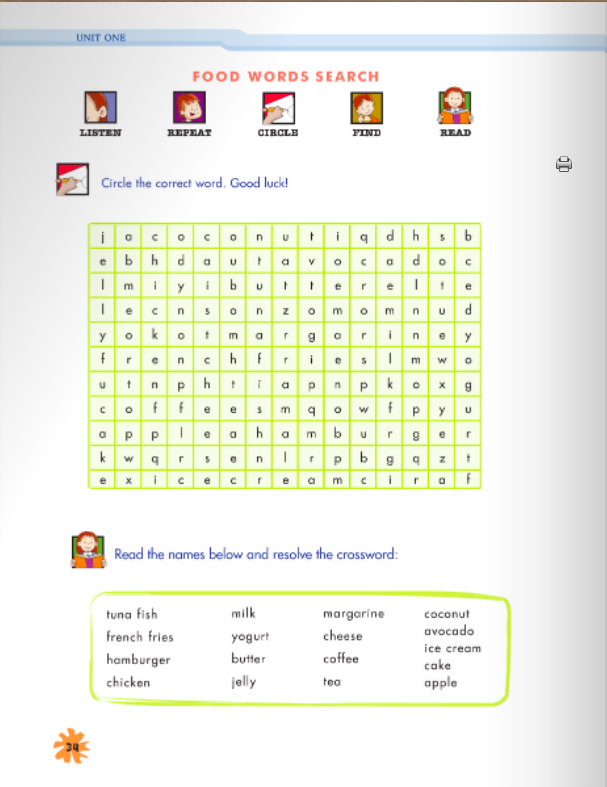 UNIT ONE
FOOD WORDS SEARCH
LISTEN REPEAT CIRCLE FIND READ
Circle the correct word. Good luck!
j a c o c o n u t i q d h s b
e b h d a u t a v o c a d o c
l m i y i b u t t e r e l t e
l e c n s o n z o m o m n u d
y o k o t m a r g a r i n e y
f r e n c h f r i e s l m w o
u t n p h t i a p n p k o x g
c o f f e e s m q o w f p y u
a p p l e a h a m b u r g e r
k w q r s e n l r p b g q z t
e x i c e c r e a m c i r a f
Read the names below and resolve the crossword:
tuna fish
french fries
hamburger
chicken
milk
yogurt
butter
jelly
margarine
cheese
coffee
tea
coconut
avocado
ice cream
cake
apple
34